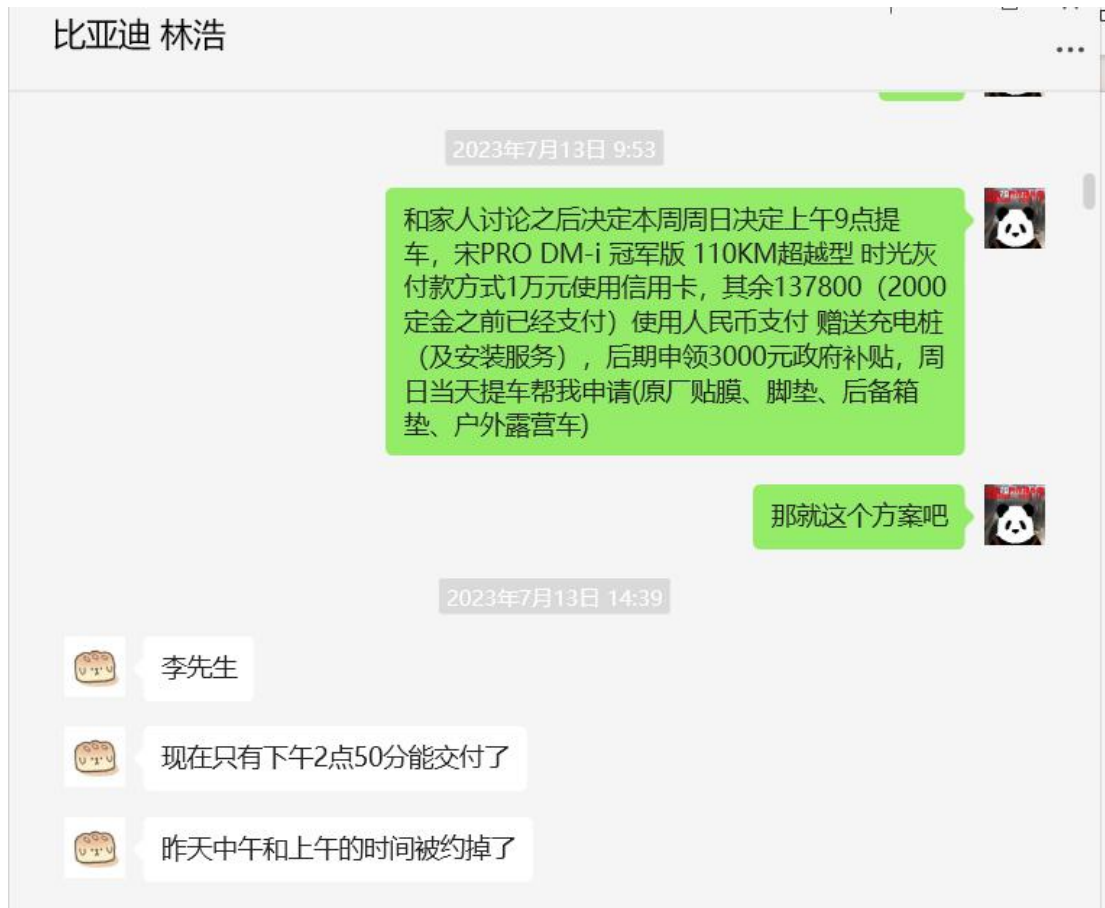 比亚迪 林浩
2023年7月13日 9:53
和家人讨论之后决定本周周日决定上午9点提
车，宋PRO DM-i 冠军版 110KM超越型 时光灰
付款方式1万元使用信用卡，其余137800（2000
定金之前已经支付）使用人民币支付 赠送充电桩
（及安装服务），后期申领3000元政府补贴，周
日当天提车帮我申请(原厂贴膜、脚垫、后备箱
垫、户外露营车)
那就这个方案吧
2023年7月13日 14:39
李先生
现在只有下午2点50分能交付了
昨天中午和上午的时间被约掉了